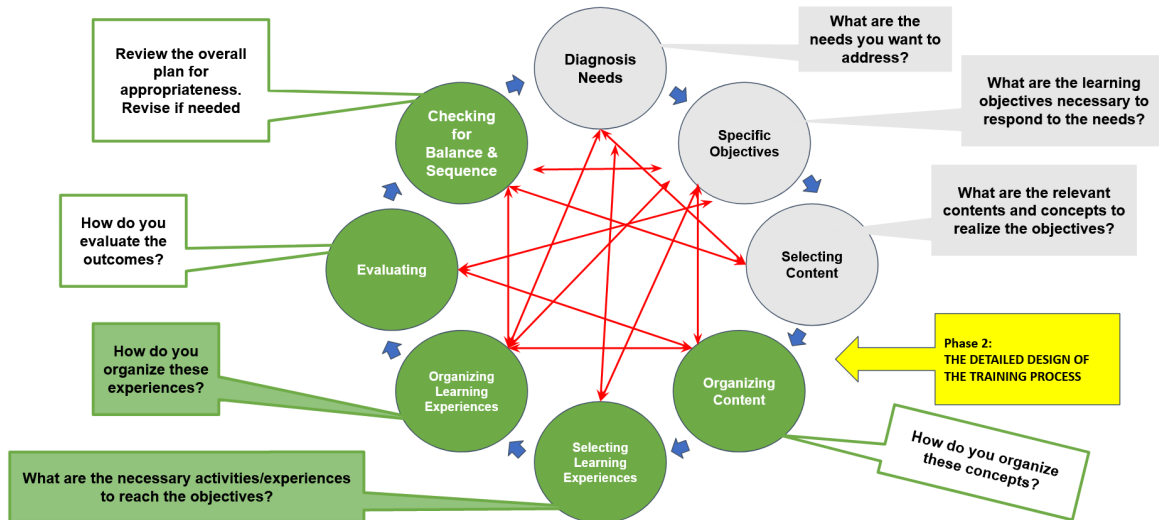 Review the overall
plan for
appropriateness.
Revise if needed
Diagnosis
Needs
What are the
needs you want to
address?
What are the learning
objectives necessary to
respond to the needs?
Checking
for
Balance &
Sequence
Specific
Objectives
What are the relevant
contents and concepts to
realize the objectives?
How do you
evaluate the
outcomes?
Evaluating
Selecting
Content
Phase 2:
THE DETAILED DESIGN OF
THE TRAINING PROCESS
How do you
organize these
experiences?
Organizing
Learning
Experiences
Organizing
Content
How do you organize
these concepts?
Selecting
Learning
Experiences
What are the necessary activities/experiences
to reach the objectives?